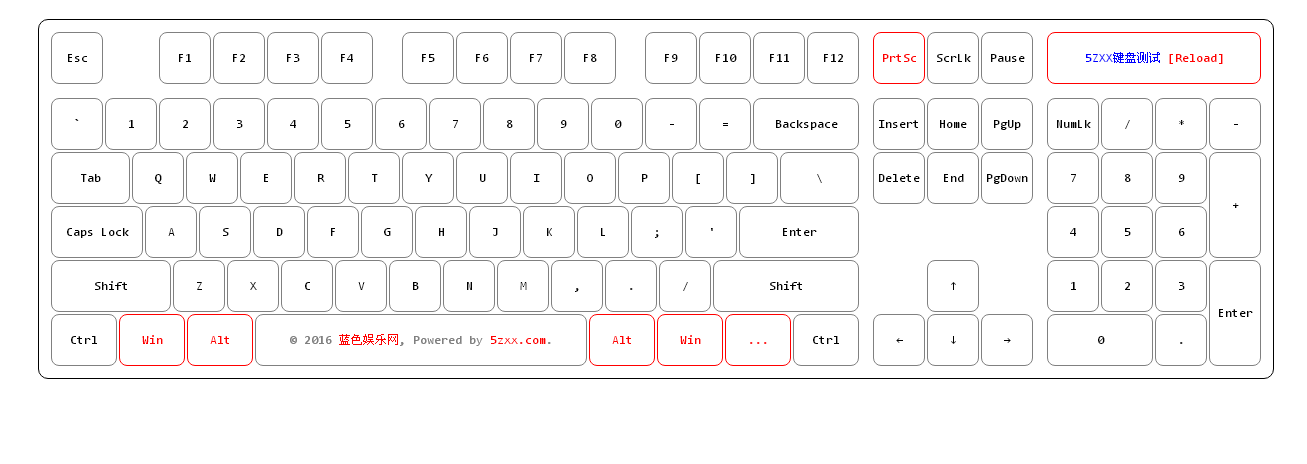 Esc F1 F2 F3 F4 F5 F6 F7 F8 F9 F10 F11 F12 PrtSc ScrLk Pause 5ZXX键盘测试 [Reload]
` 1 2 3 4 5 6 7 8 9 0 - = Backspace Insert Home PgUp NumLk / * -
Tab Q W E R T Y U I O P [ ] \ Delete End PgDown 7 8 9
+
Caps Lock A S D F G H J K L ; ' Enter 4 5 6
Shift Z X C V B N M , . / Shift ↑ 1 2 3
Enter
Ctrl Win Alt © 2016 蓝色娱乐网, Powered by 5zxx.com. Alt Win ... Ctrl ← ↓ → 0 .